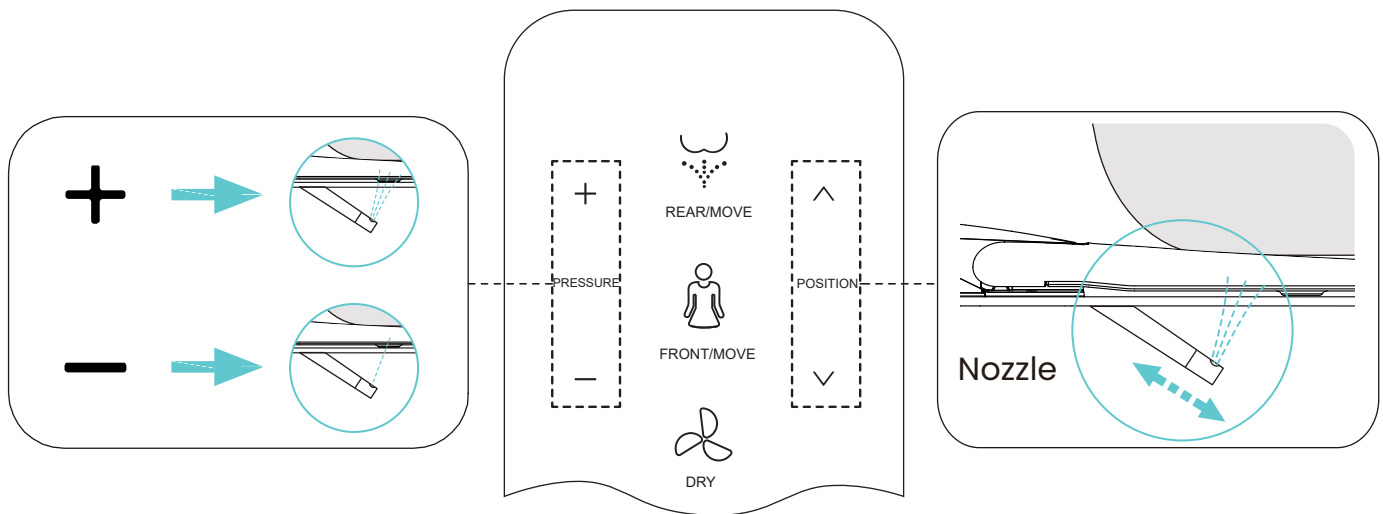 +
REAR/MOVE
PRESSURE
POSITION
FRONT/MOVE
−
DRY
Nozzle